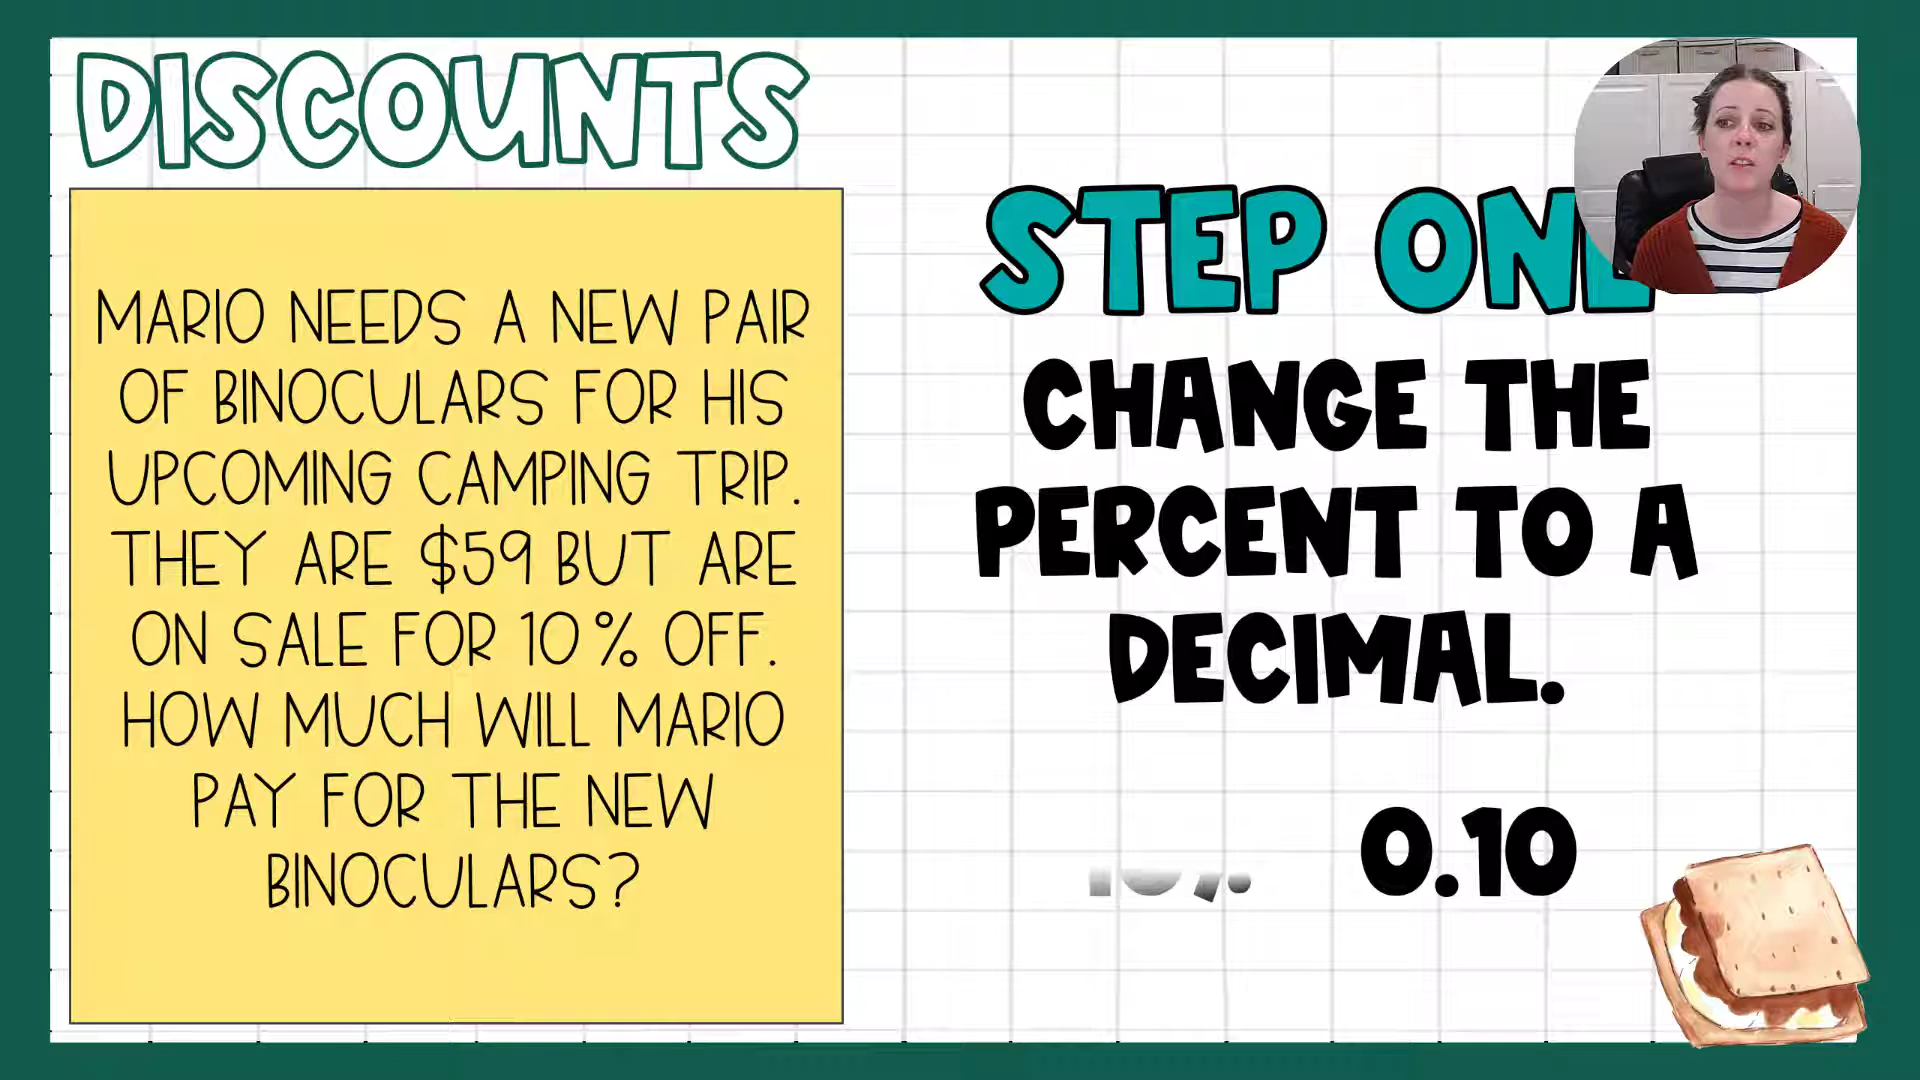 DISCOUNTS
MARIO NEEDS A NEW PAIR
OF BINOCULARS FOR HIS
UPCOMING CAMPING TRIP.
THEY ARE $59 BUT ARE
ON SALE FOR 10% OFF.
HOW MUCH WILL MARIO
PAY FOR THE NEW
BINOCULARS?
STEP ONE
CHANGE THE
PERCENT TO A
DECIMAL.
10% 0.10